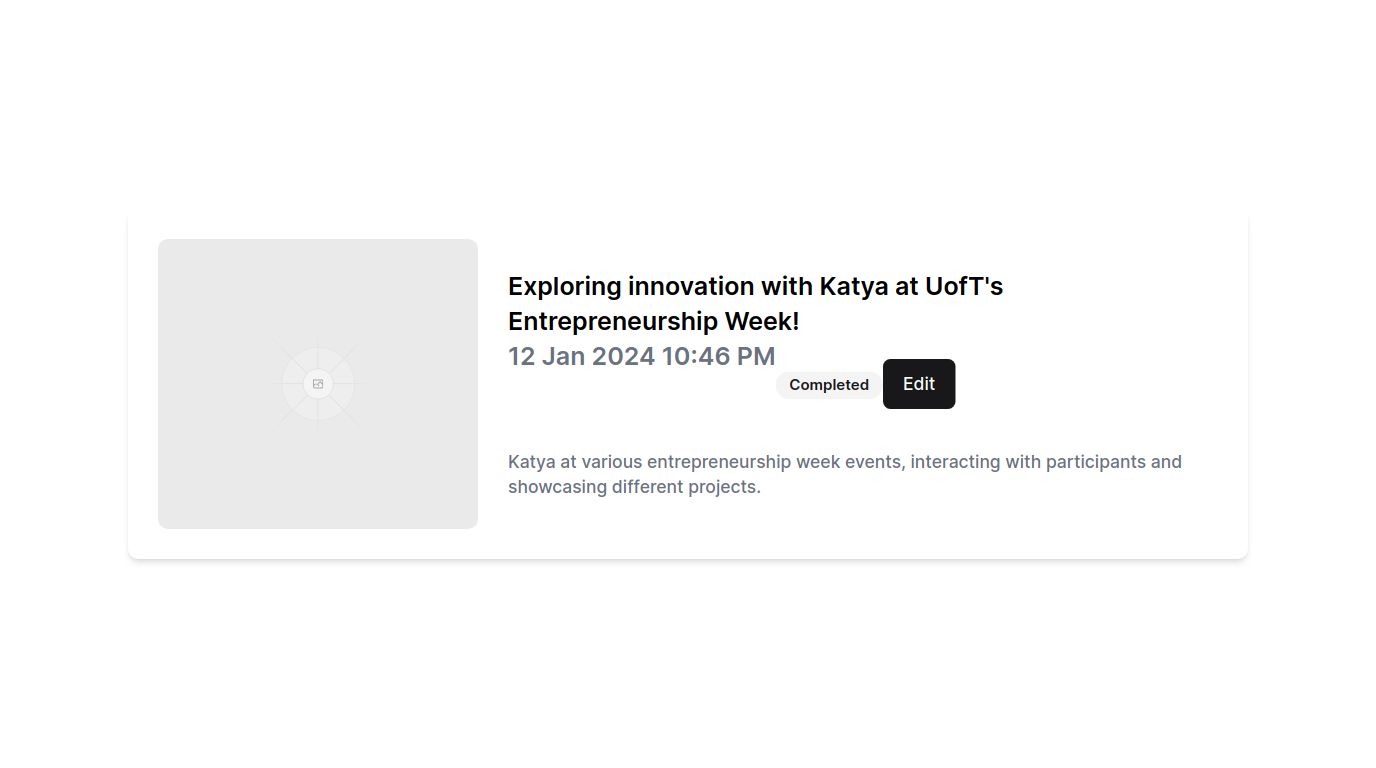 Exploring innovation with Katya at UofT's
Entrepreneurship Week!
12 Jan 2024 10:46 PM
Completed
Edit
Katya at various entrepreneurship week events, interacting with participants and
showcasing different projects.